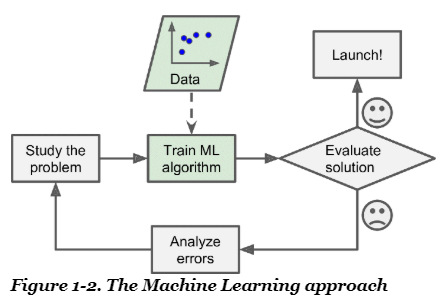 Data
Launch!
Study the
problem
Train ML
algorithm
Evaluate
solution
Analyze
errors
Figure 1-2. The Machine Learning approach